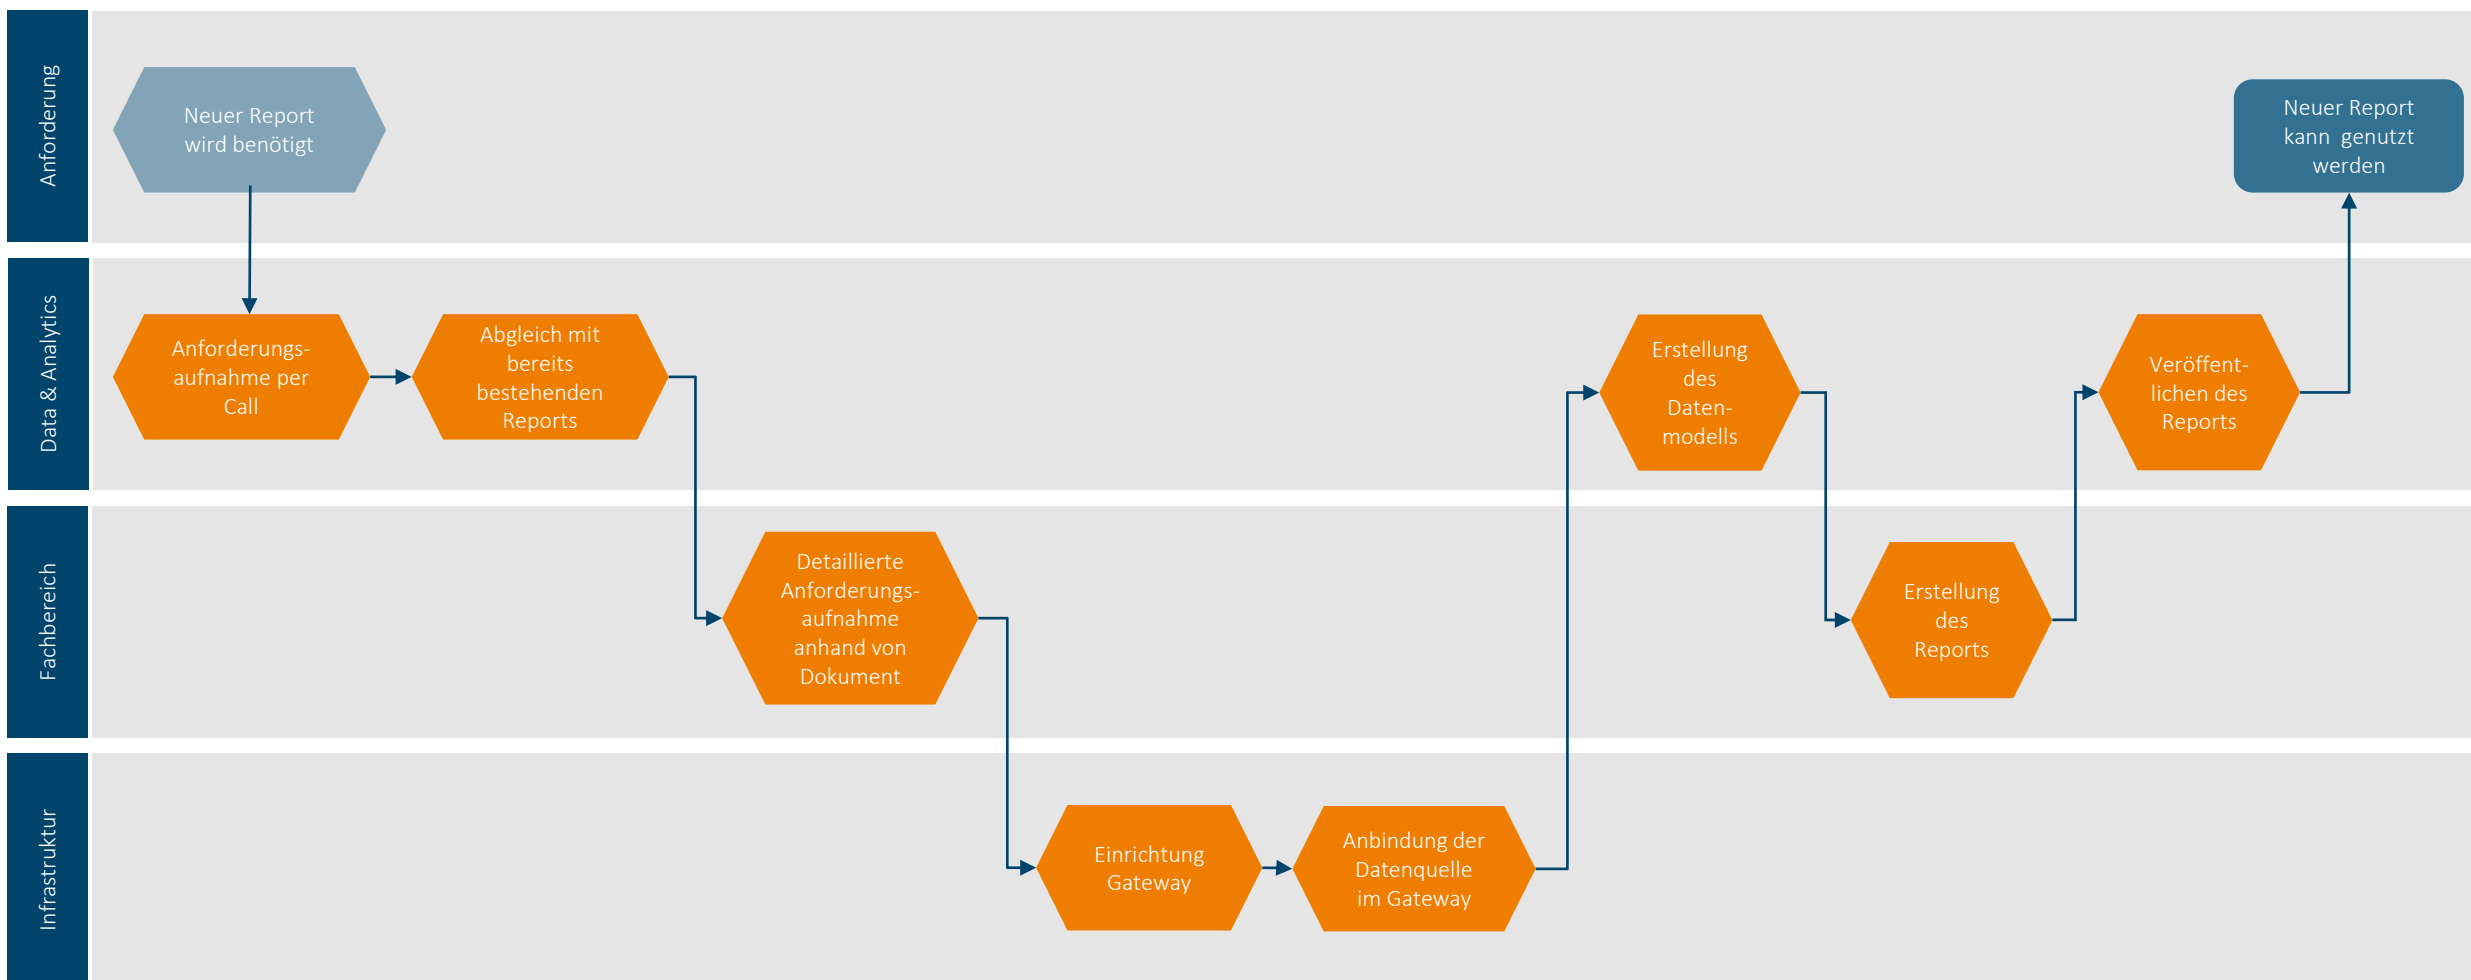 Anforderung
Neuer Report
wird benötigt
Neuer Report
kann genutzt
werden
Data & Analytics
Anforderungs-
aufnahme per
Call
Abgleich mit
bereits
bestehenden
Reports
Erstellung
des
Daten-
modells
Veröffent-
lichen des
Reports
Fachbereich
Detaillierte
Anforderungs-
aufnahme
anhand von
Dokument
Erstellung
des
Reports
Infrastruktur
Einrichtung
Gateway
Anbindung der
Datenquelle
im Gateway